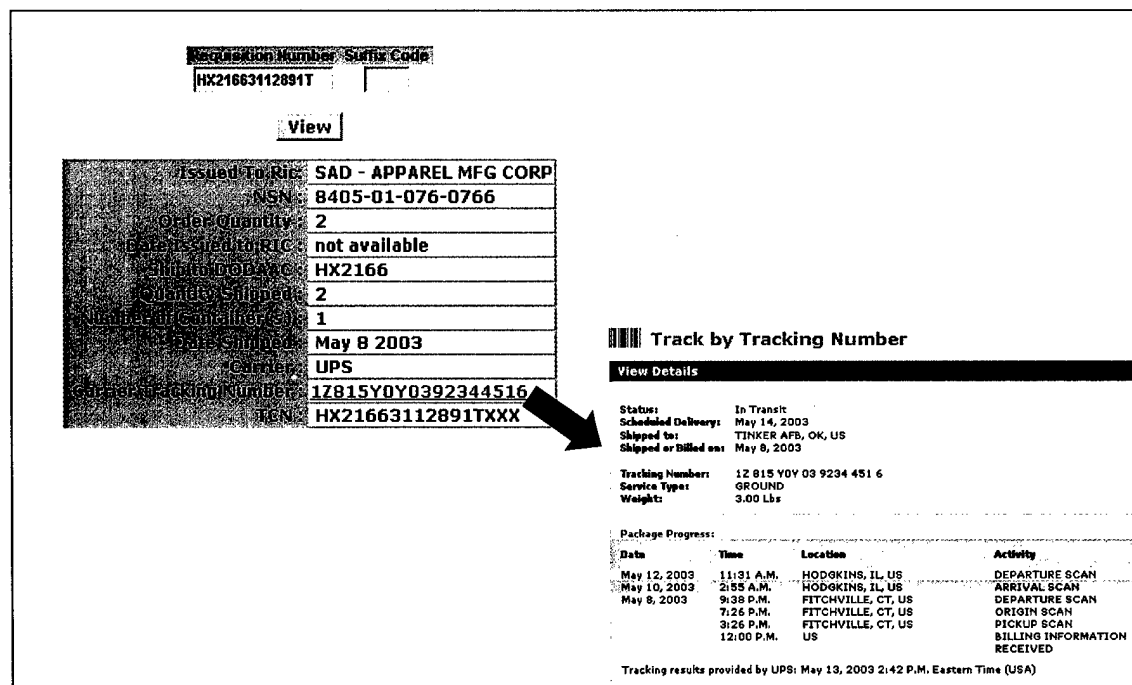 Requisition Number Suffix Code
HX21663112891T
View
Issued To Ric: SAD - APPAREL MFG CORP
NSN: 8405-01-076-0766
Order Quantity: 2
Date Issued to RIC: not available
Ship to DODAAC: HX2166
Quantity Shipped: 2
Number of Container(s): 1
Date Shipped: May 8 2003
Carrier: UPS
Carrier Tracking Number: 1Z815Y0Y0392344516
TCN: HX21663112891TXXX
Track by Tracking Number
View Details
Status: In Transit
Scheduled Delivery: May 14, 2003
Shipped to: TINKER AFB, OK, US
Shipped or Billed on: May 8, 2003
Tracking Number: 1Z 815 Y0Y 03 9234 451 6
Service Type: GROUND
Weight: 3.00 Lbs
Package Progress:
Date Time Location Activity
May 12, 2003 11:31 A.M. HODGKINS, IL, US DEPARTURE SCAN
May 10, 2003 2:55 A.M. HODGKINS, IL, US ARRIVAL SCAN
May 8, 2003 9:38 P.M. FITCHVILLE, CT, US DEPARTURE SCAN
7:26 P.M. FITCHVILLE, CT, US ORIGIN SCAN
3:26 P.M. FITCHVILLE, CT, US PICKUP SCAN
12:00 P.M. US BILLING INFORMATION
RECEIVED
Tracking results provided by UPS: May 13, 2003 2:42 P.M. Eastern Time (USA)